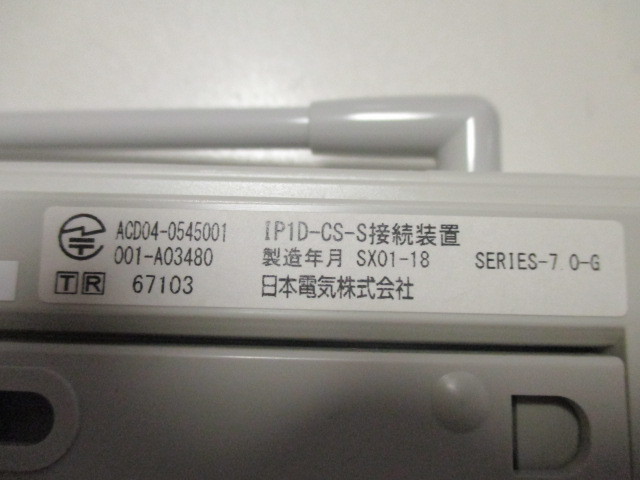 ACD04-0545001
001-A03480
T R 67103
IP1D-CS-S接続装置
製造年月 SX01-18 SERIES-7 0-G
日本電気株式会社
D